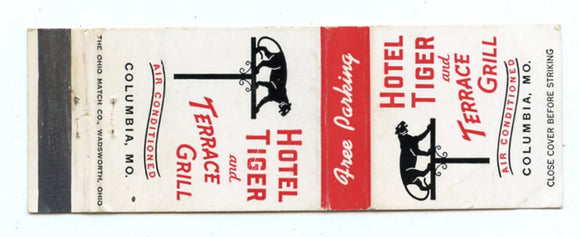 HOTEL
TIGER
and
TERRACE
GRILL
AIR CONDITIONED
COLUMBIA, MO.
CLOSE COVER BEFORE STRIKING
Free Parking
HOTEL
TIGER
and
TERRACE
GRILL
AIR CONDITIONED
COLUMBIA, MO.
THE OHIO MATCH CO., WADSWORTH, OHIO